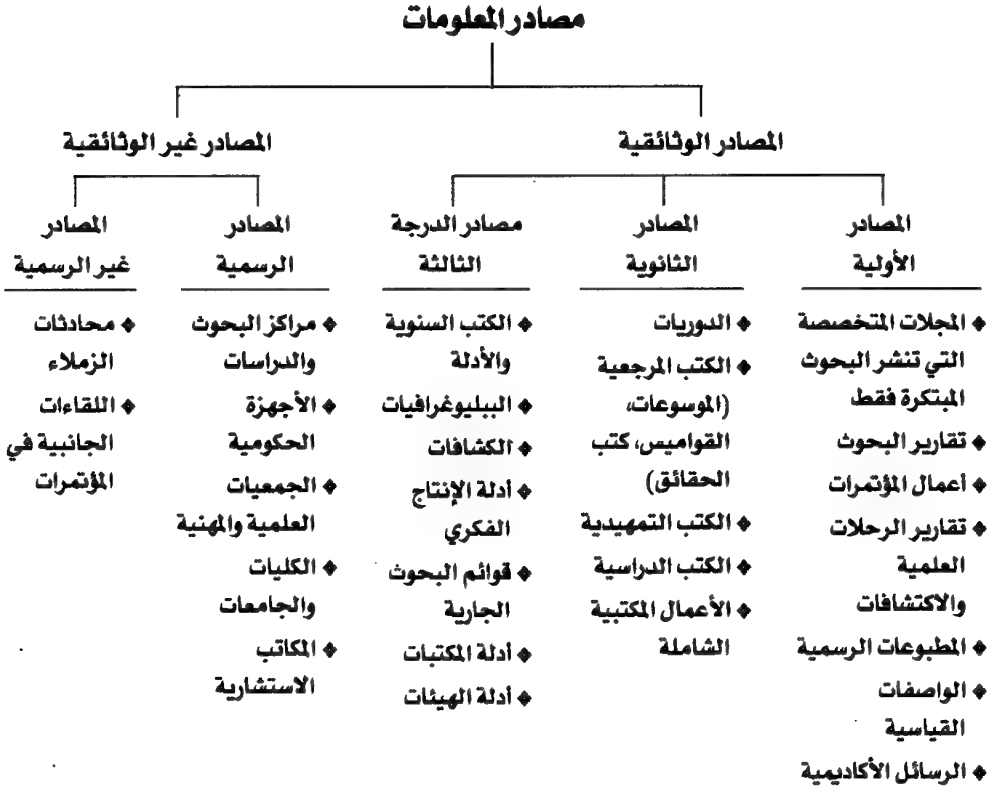 مصادر المعلومات
المصادر الوثائقية
المصادر غير الوثائقية
المصادر
الأولية
❖ المجلات المتخصصة
التي تنشر البحوث
المبتكرة فقط
❖ تقارير البحوث
❖ أعمال المؤتمرات
❖ تقارير الرحلات
العلمية
والاكتشافات
❖ المطبوعات الرسمية
❖ الواصفات
القياسية
❖ الرسائل الأكاديمية
المصادر
الثانوية
❖ الدوريات
❖ الكتب المرجعية
(الموسوعات،
القواميس، كتب
الحقائق)
❖ الكتب التمهيدية
❖ الكتب الدراسية
❖ الأعمال المكتبية
الشاملة
مصادر الدرجة
الثالثة
❖ الكتب السنوية
والأدلة
❖ الببليوغرافيات
❖ الكشافات
❖ أدلة الإنتاج
الفكري
❖ قوائم البحوث
الجارية
❖ أدلة المكتبات
❖ أدلة الهيئات
المصادر
الرسمية
❖ مراكز البحوث
والدراسات
❖ الأجهزة
الحكومية
❖ الجمعيات
العلمية والمهنية
❖ الكليات
والجامعات
❖ المكاتب
الاستشارية
المصادر
غير الرسمية
❖ محادثات
الزملاء
❖ اللقاءات
الجانبية في
المؤتمرات